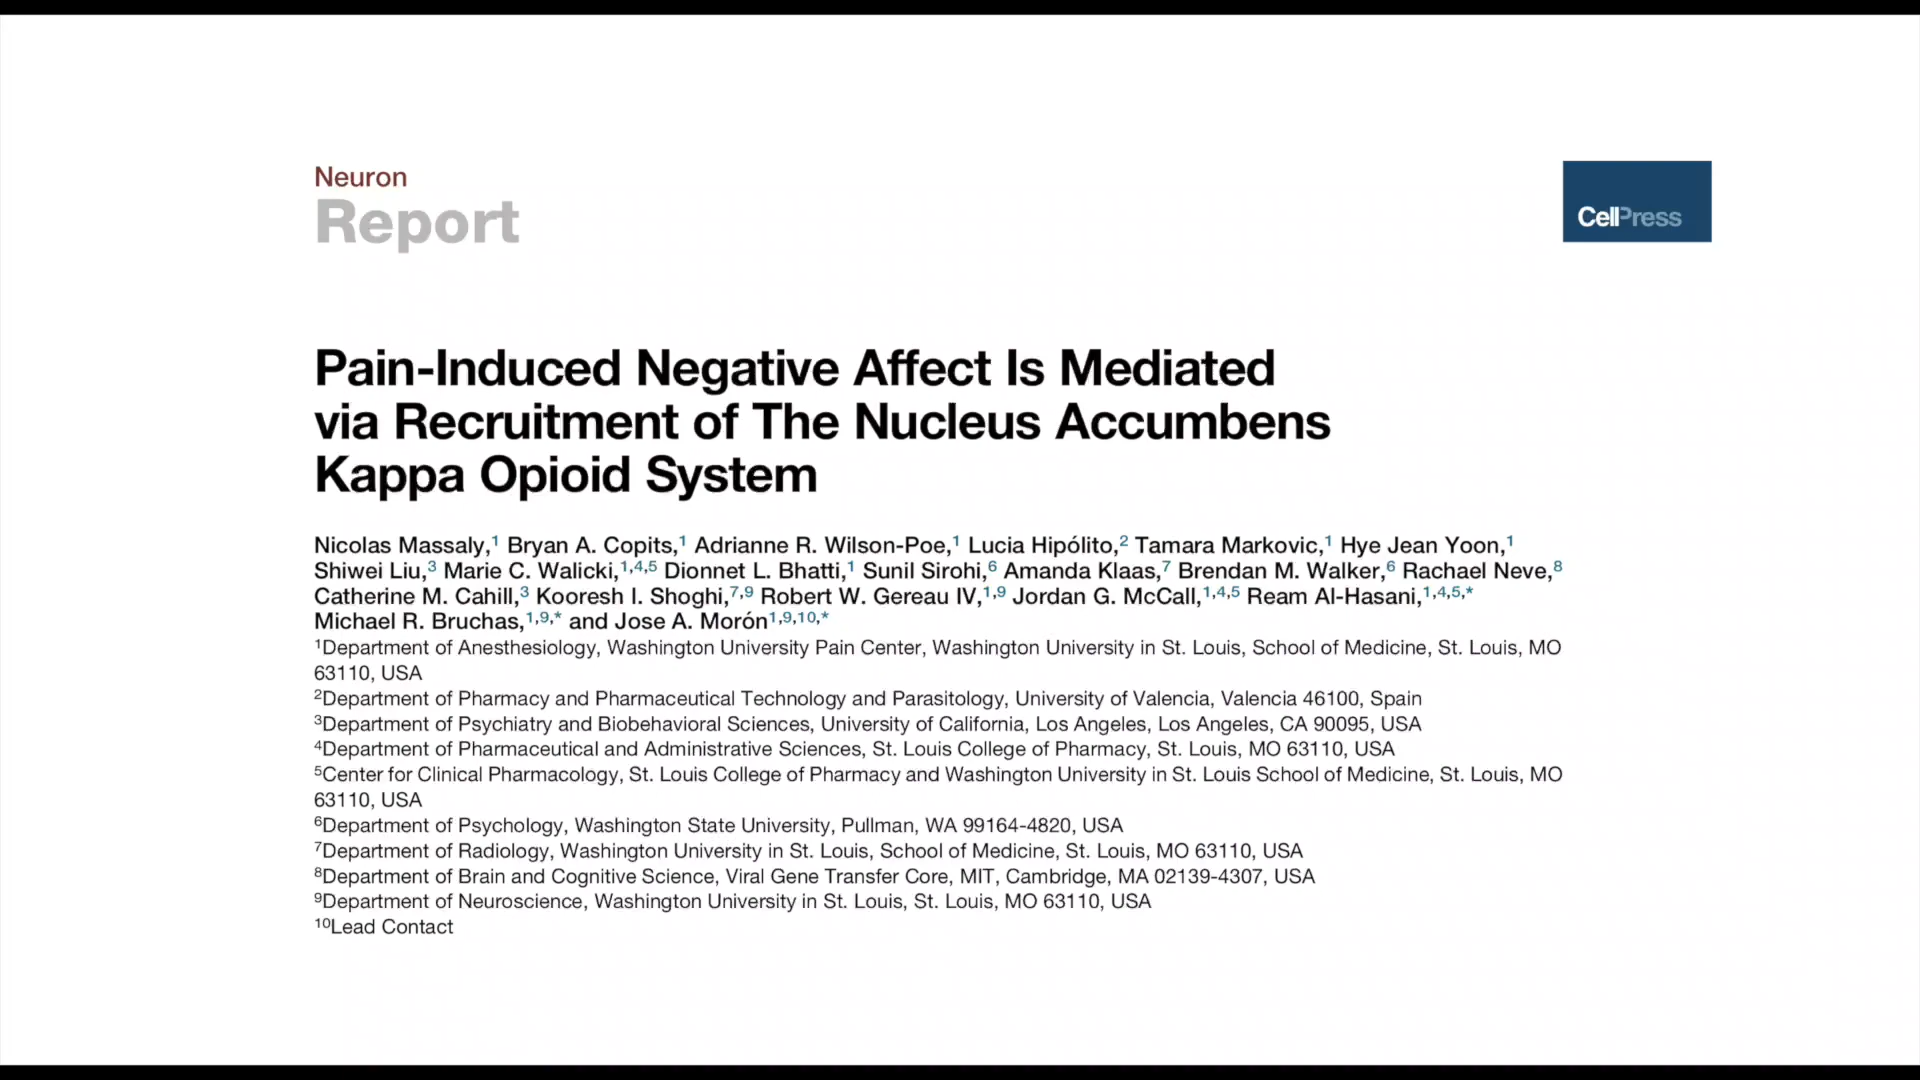 Neuron
Report
CellPress
Pain-Induced Negative Affect Is Mediated
via Recruitment of The Nucleus Accumbens
Kappa Opioid System
Nicolas Massaly,1 Bryan A. Copits,1 Adrianne R. Wilson-Poe,1 Lucia Hipólito,2 Tamara Markovic,1 Hye Jean Yoon,1
Shiwei Liu,3 Marie C. Walicki,1,4,5 Dionnet L. Bhatti,1 Sunil Sirohi,6 Amanda Klaas,7 Brendan M. Walker,6 Rachael Neve,8
Catherine M. Cahill,3 Kooresh I. Shoghi,7,9 Robert W. Gereau IV,1,9 Jordan G. McCall,1,4,5 Ream Al-Hasani,1,4,5,*
Michael R. Bruchas,1,9,* and Jose A. Morón1,9,10,*
1Department of Anesthesiology, Washington University Pain Center, Washington University in St. Louis, School of Medicine, St. Louis, MO
63110, USA
2Department of Pharmacy and Pharmaceutical Technology and Parasitology, University of Valencia, Valencia 46100, Spain
3Department of Psychiatry and Biobehavioral Sciences, University of California, Los Angeles, Los Angeles, CA 90095, USA
4Department of Pharmaceutical and Administrative Sciences, St. Louis College of Pharmacy, St. Louis, MO 63110, USA
5Center for Clinical Pharmacology, St. Louis College of Pharmacy and Washington University in St. Louis School of Medicine, St. Louis, MO
63110, USA
6Department of Psychology, Washington State University, Pullman, WA 99164-4820, USA
7Department of Radiology, Washington University in St. Louis, School of Medicine, St. Louis, MO 63110, USA
8Department of Brain and Cognitive Science, Viral Gene Transfer Core, MIT, Cambridge, MA 02139-4307, USA
9Department of Neuroscience, Washington University in St. Louis, St. Louis, MO 63110, USA
10Lead Contact